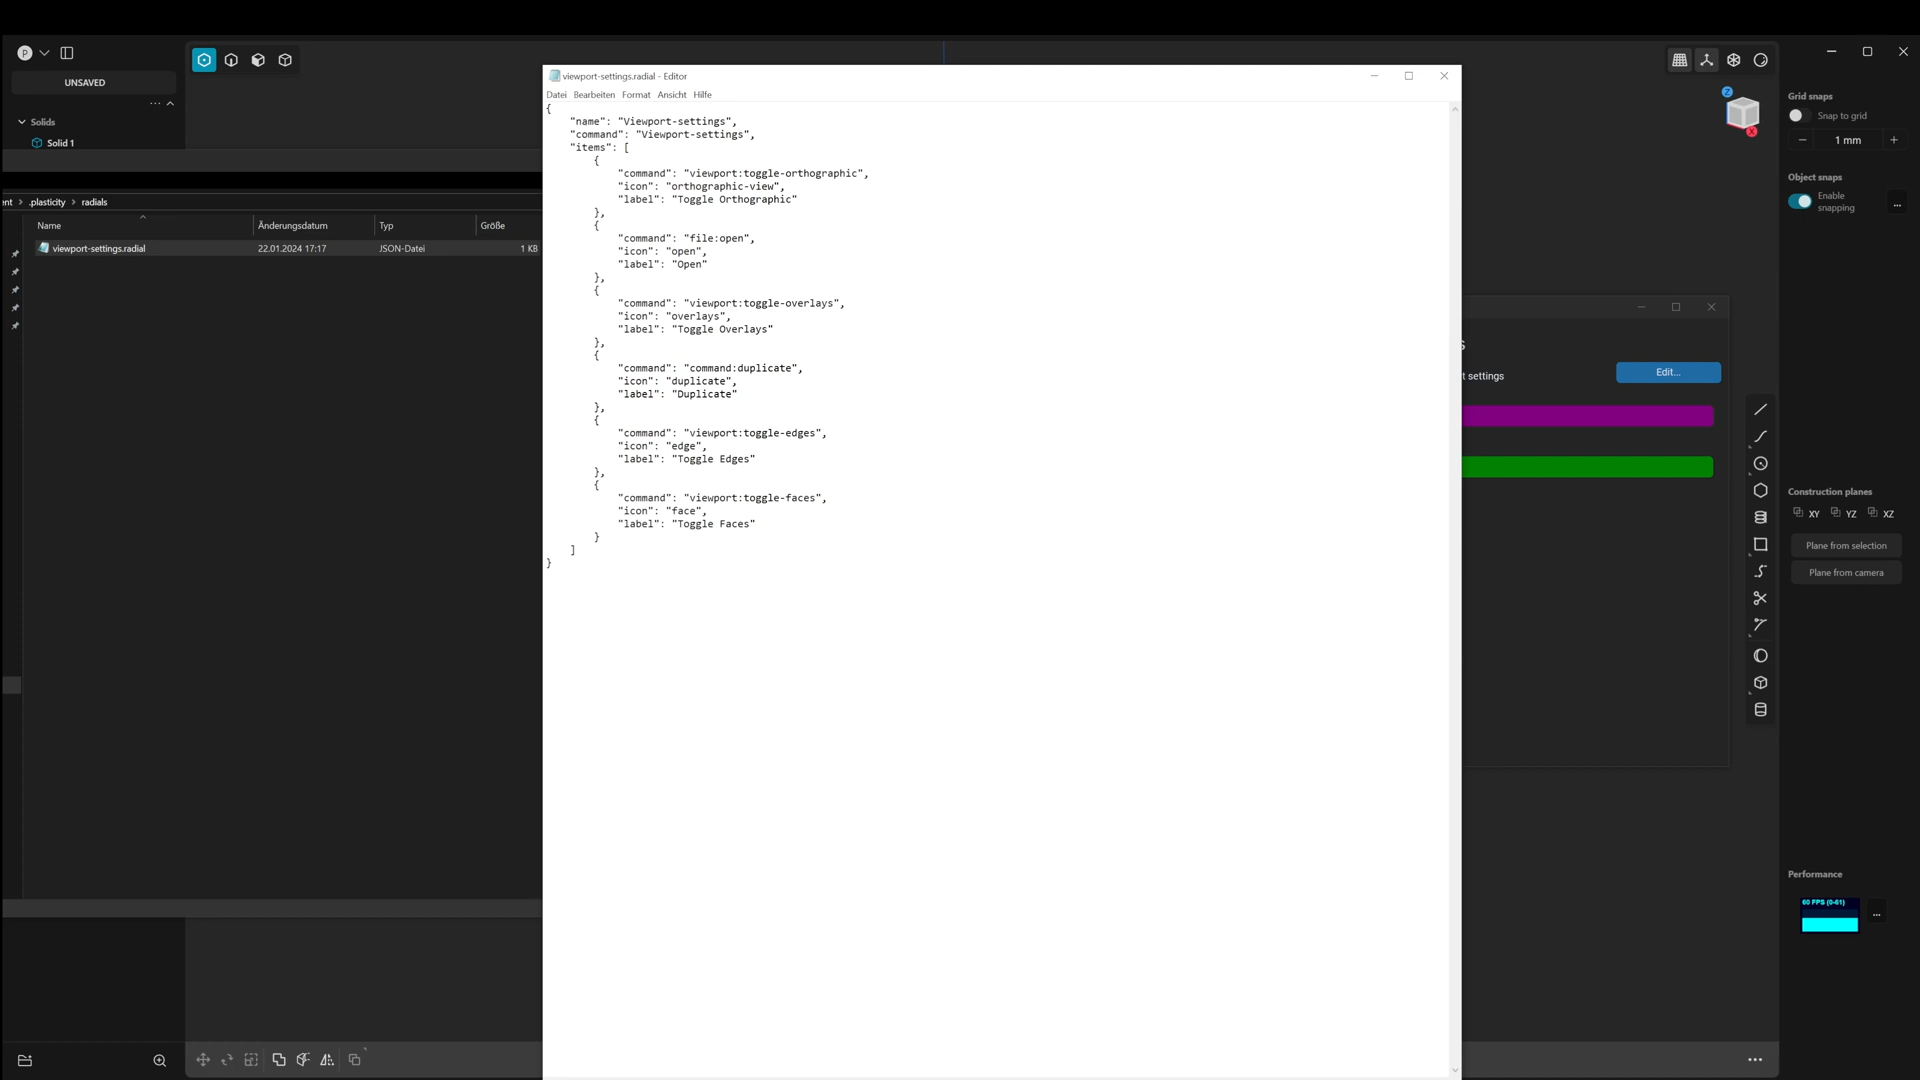 P
UNSAVED
...
Solids
Solid 1
ent > .plasticity > radials
Name Änderungsdatum Typ Größe
viewport-settings.radial 22.01.2024 17:17 JSON-Datei 1 KB
viewport-settings.radial - Editor
Datei Bearbeiten Format Ansicht Hilfe
{
"name": "Viewport-settings",
"command": "Viewport-settings",
"items": [
{
"command": "viewport:toggle-orthographic",
"icon": "orthographic-view",
"label": "Toggle Orthographic"
},
{
"command": "file:open",
"icon": "open",
"label": "Open"
},
{
"command": "viewport:toggle-overlays",
"icon": "overlays",
"label": "Toggle Overlays"
},
{
"command": "command:duplicate",
"icon": "duplicate",
"label": "Duplicate"
},
{
"command": "viewport:toggle-edges",
"icon": "edge",
"label": "Toggle Edges"
},
{
"command": "viewport:toggle-faces",
"icon": "face",
"label": "Toggle Faces"
}
]
}
t settings
Edit...
Z
X
Grid snaps
Snap to grid
1 mm
Object snaps
Enable
snapping
...
Construction planes
XY YZ XZ
Plane from selection
Plane from camera
Performance
60 FPS (0-61)
...